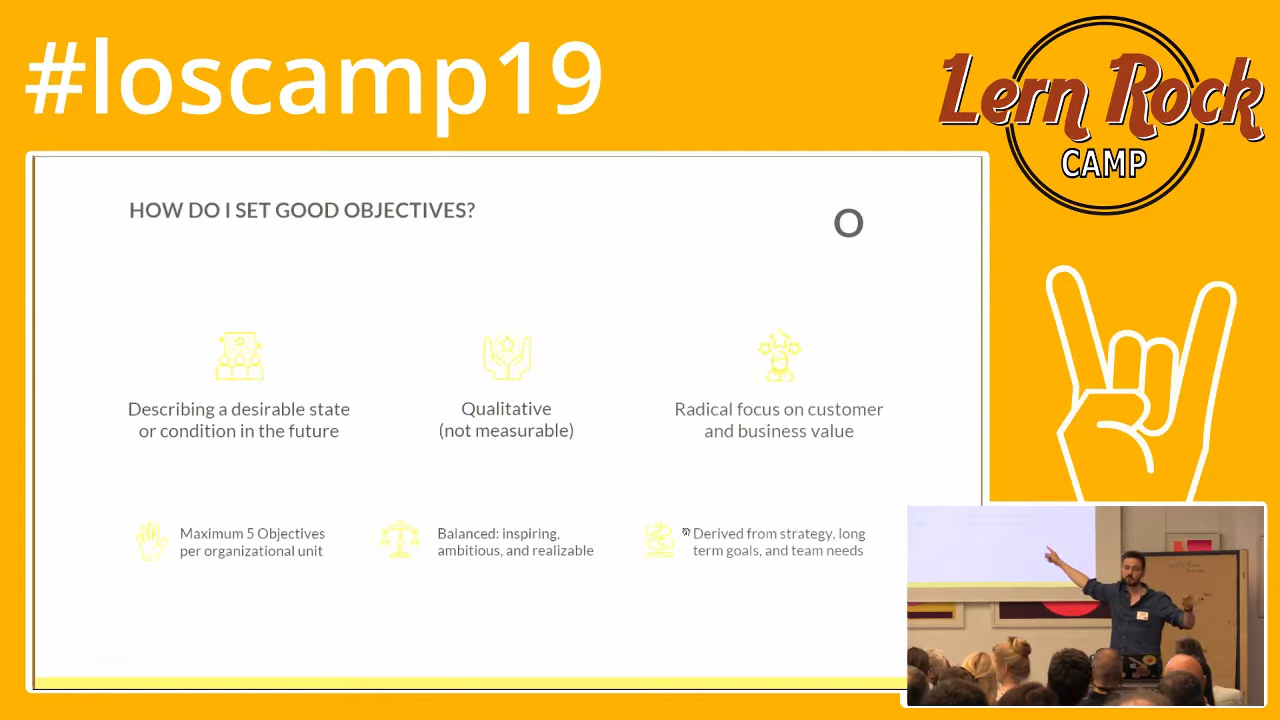 #loscamp19
Lern Rock
CAMP
HOW DO I SET GOOD OBJECTIVES?
O
Describing a desirable state
or condition in the future
Qualitative
(not measurable)
Radical focus on customer
and business value
Maximum 5 Objectives
per organizational unit
Balanced: inspiring,
ambitious, and realizable
Derived from strategy, long
term goals, and team needs